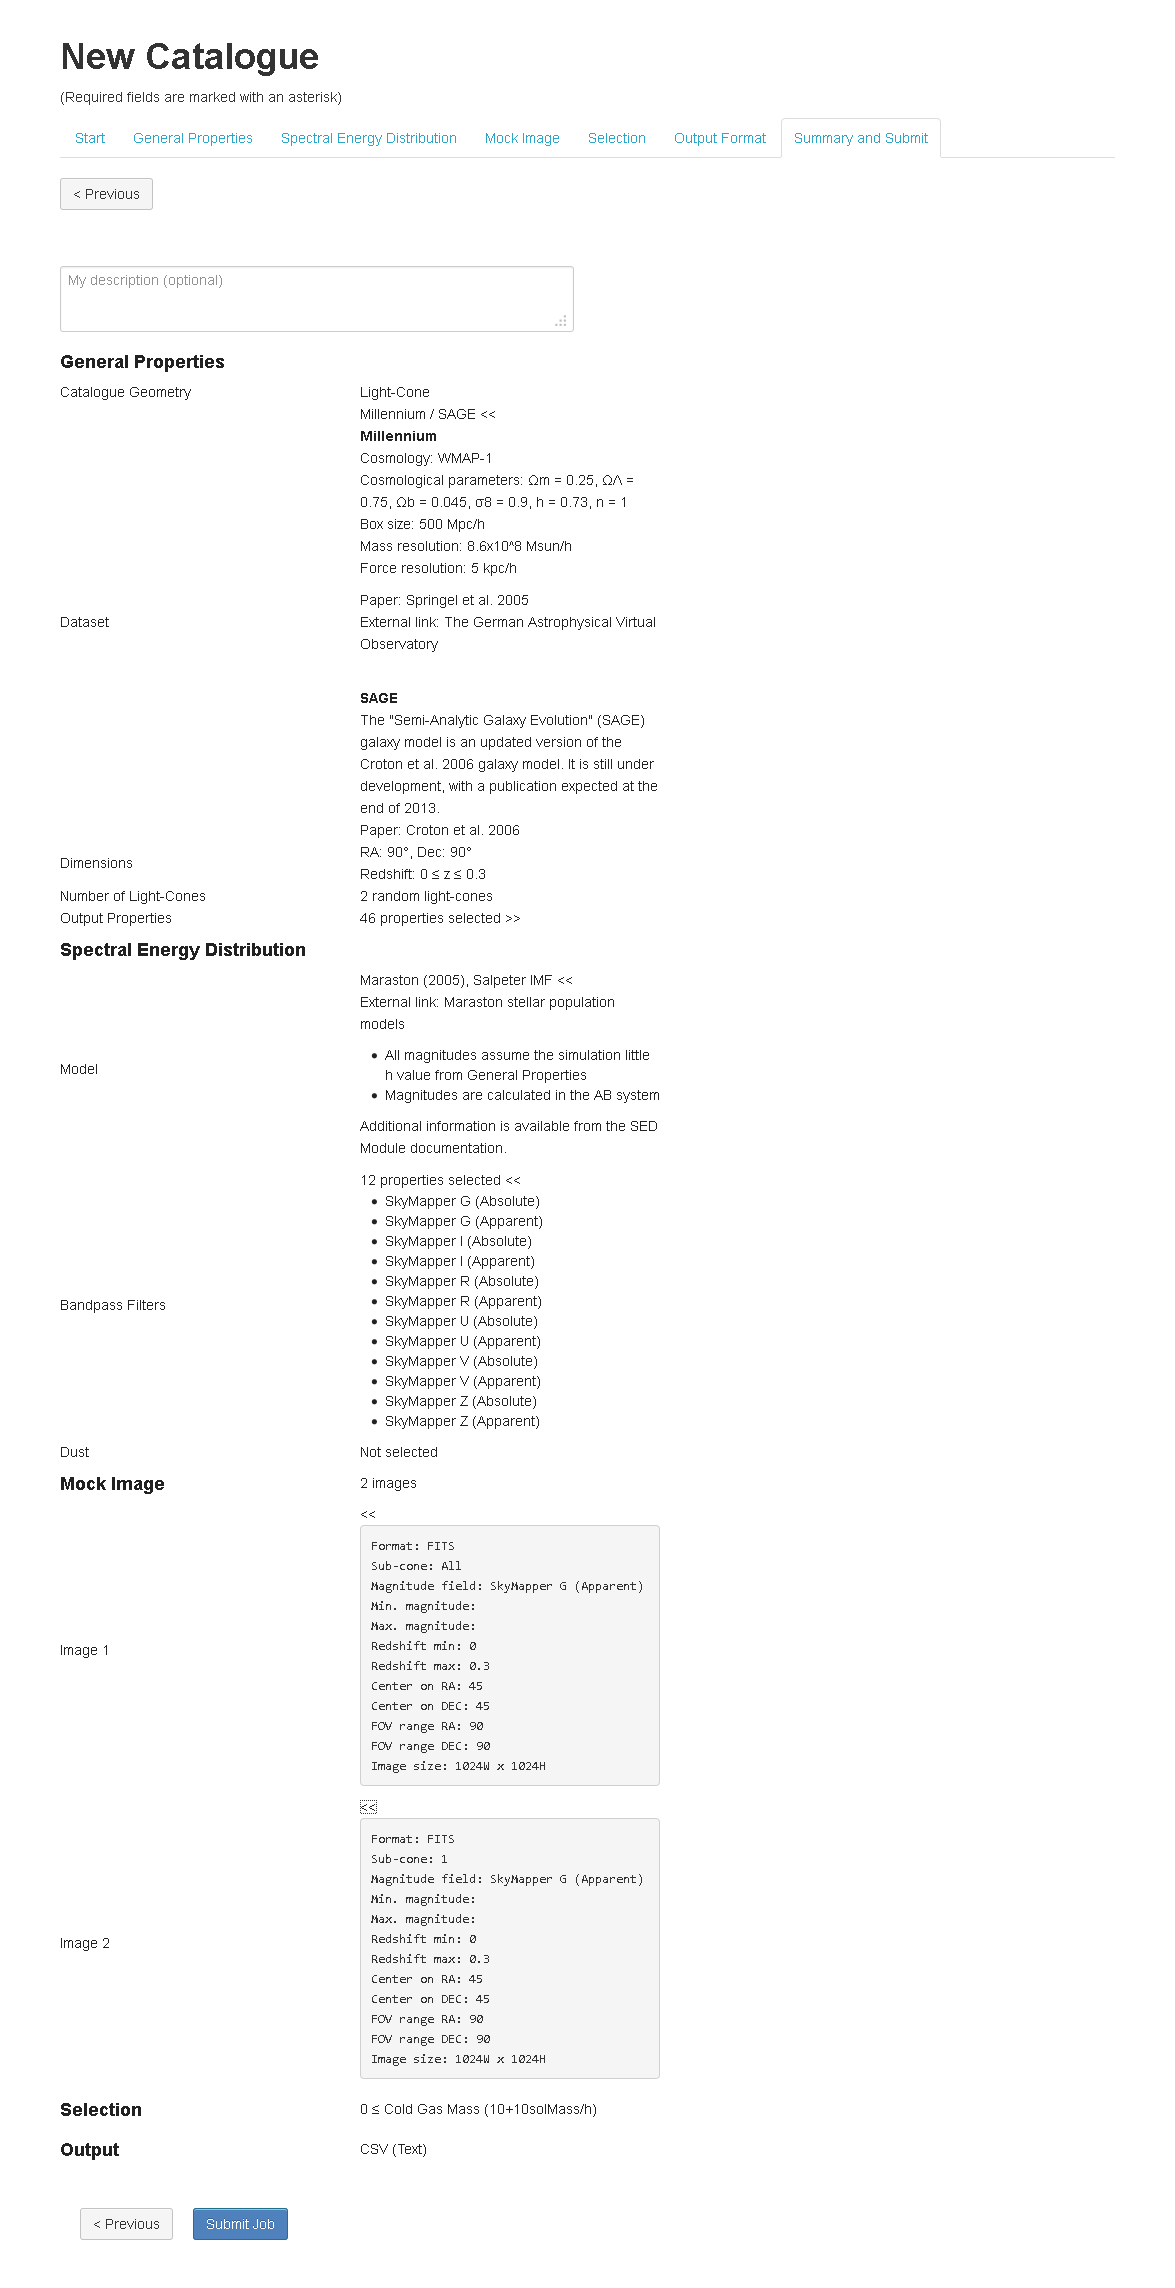 New Catalogue
(Required fields are marked with an asterisk)
Start General Properties Spectral Energy Distribution Mock Image Selection Output Format Summary and Submit
< Previous
My description (optional)
General Properties
Catalogue Geometry Light-Cone
Millennium / SAGE <<
Millennium
Cosmology: WMAP-1
Cosmological parameters: Ωm = 0.25, ΩΛ =
0.75, Ωb = 0.045, σ8 = 0.9, h = 0.73, n = 1
Box size: 500 Mpc/h
Mass resolution: 8.6x10^8 Msun/h
Force resolution: 5 kpc/h
Paper: Springel et al. 2005
Dataset External link: The German Astrophysical Virtual
Observatory
SAGE
The "Semi-Analytic Galaxy Evolution" (SAGE)
galaxy model is an updated version of the
Croton et al. 2006 galaxy model. It is still under
development, with a publication expected at the
end of 2013.
Paper: Croton et al. 2006
Dimensions
RA: 90°, Dec: 90°
Redshift: 0 ≤ z ≤ 0.3
Number of Light-Cones 2 random light-cones
Output Properties 46 properties selected >>
Spectral Energy Distribution
Maraston (2005), Salpeter IMF <<
External link: Maraston stellar population
models
Model
• All magnitudes assume the simulation little
h value from General Properties
• Magnitudes are calculated in the AB system
Additional information is available from the SED
Module documentation.
12 properties selected <<
Bandpass Filters
• SkyMapper G (Absolute)
• SkyMapper G (Apparent)
• SkyMapper I (Absolute)
• SkyMapper I (Apparent)
• SkyMapper R (Absolute)
• SkyMapper R (Apparent)
• SkyMapper U (Absolute)
• SkyMapper U (Apparent)
• SkyMapper V (Absolute)
• SkyMapper V (Apparent)
• SkyMapper Z (Absolute)
• SkyMapper Z (Apparent)
Dust Not selected
Mock Image 2 images
<<
Image 1
Format: FITS
Sub-cone: All
Magnitude field: SkyMapper G (Apparent)
Min. magnitude:
Max. magnitude:
Redshift min: 0
Redshift max: 0.3
Center on RA: 45
Center on DEC: 45
FOV range RA: 90
FOV range DEC: 90
Image size: 1024W x 1024H
<<
Image 2
Format: FITS
Sub-cone: 1
Magnitude field: SkyMapper G (Apparent)
Min. magnitude:
Max. magnitude:
Redshift min: 0
Redshift max: 0.3
Center on RA: 45
Center on DEC: 45
FOV range RA: 90
FOV range DEC: 90
Image size: 1024W x 1024H
Selection 0 ≤ Cold Gas Mass (10+10solMass/h)
Output CSV (Text)
< Previous Submit Job